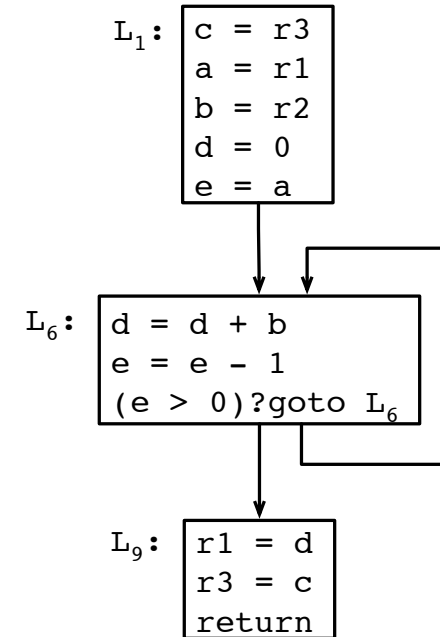 L₁: c = r3
a = r1
b = r2
d = 0
e = a
L₆: d = d + b
e = e - 1
(e > 0)?goto L₆
L₉: r1 = d
r3 = c
return